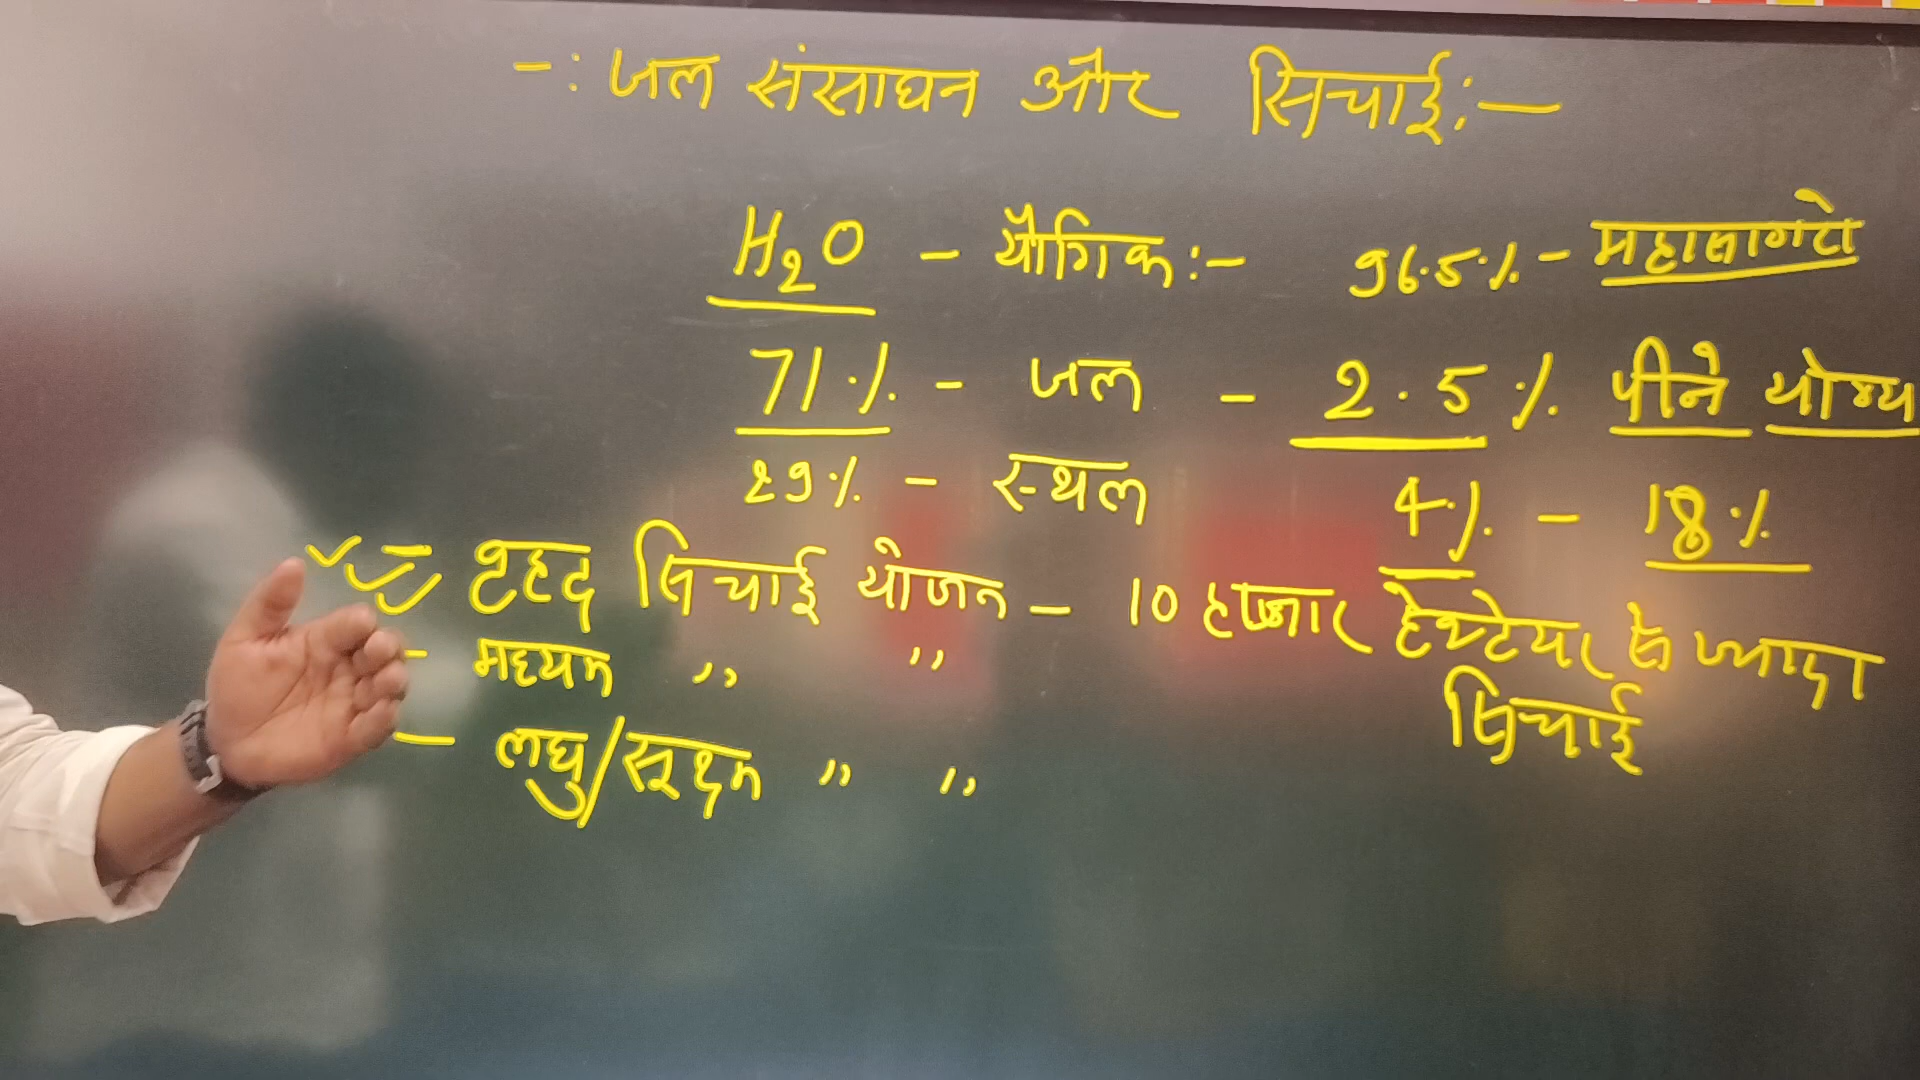 -: जल संसाधन और सिचाई:-
H₂O - यौगिक:- 96.5% - महासागरो
71% - जल - 2.5% पीने योग्य
29% - स्थल 4% - 18%
वृहद सिचाई योजन - 10 हजार हेक्टेयर से ज्यादा सिचाई
- मध्यम " "
- लघु/सूक्ष्म " "